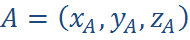 A = (x_A, y_A, z_A)